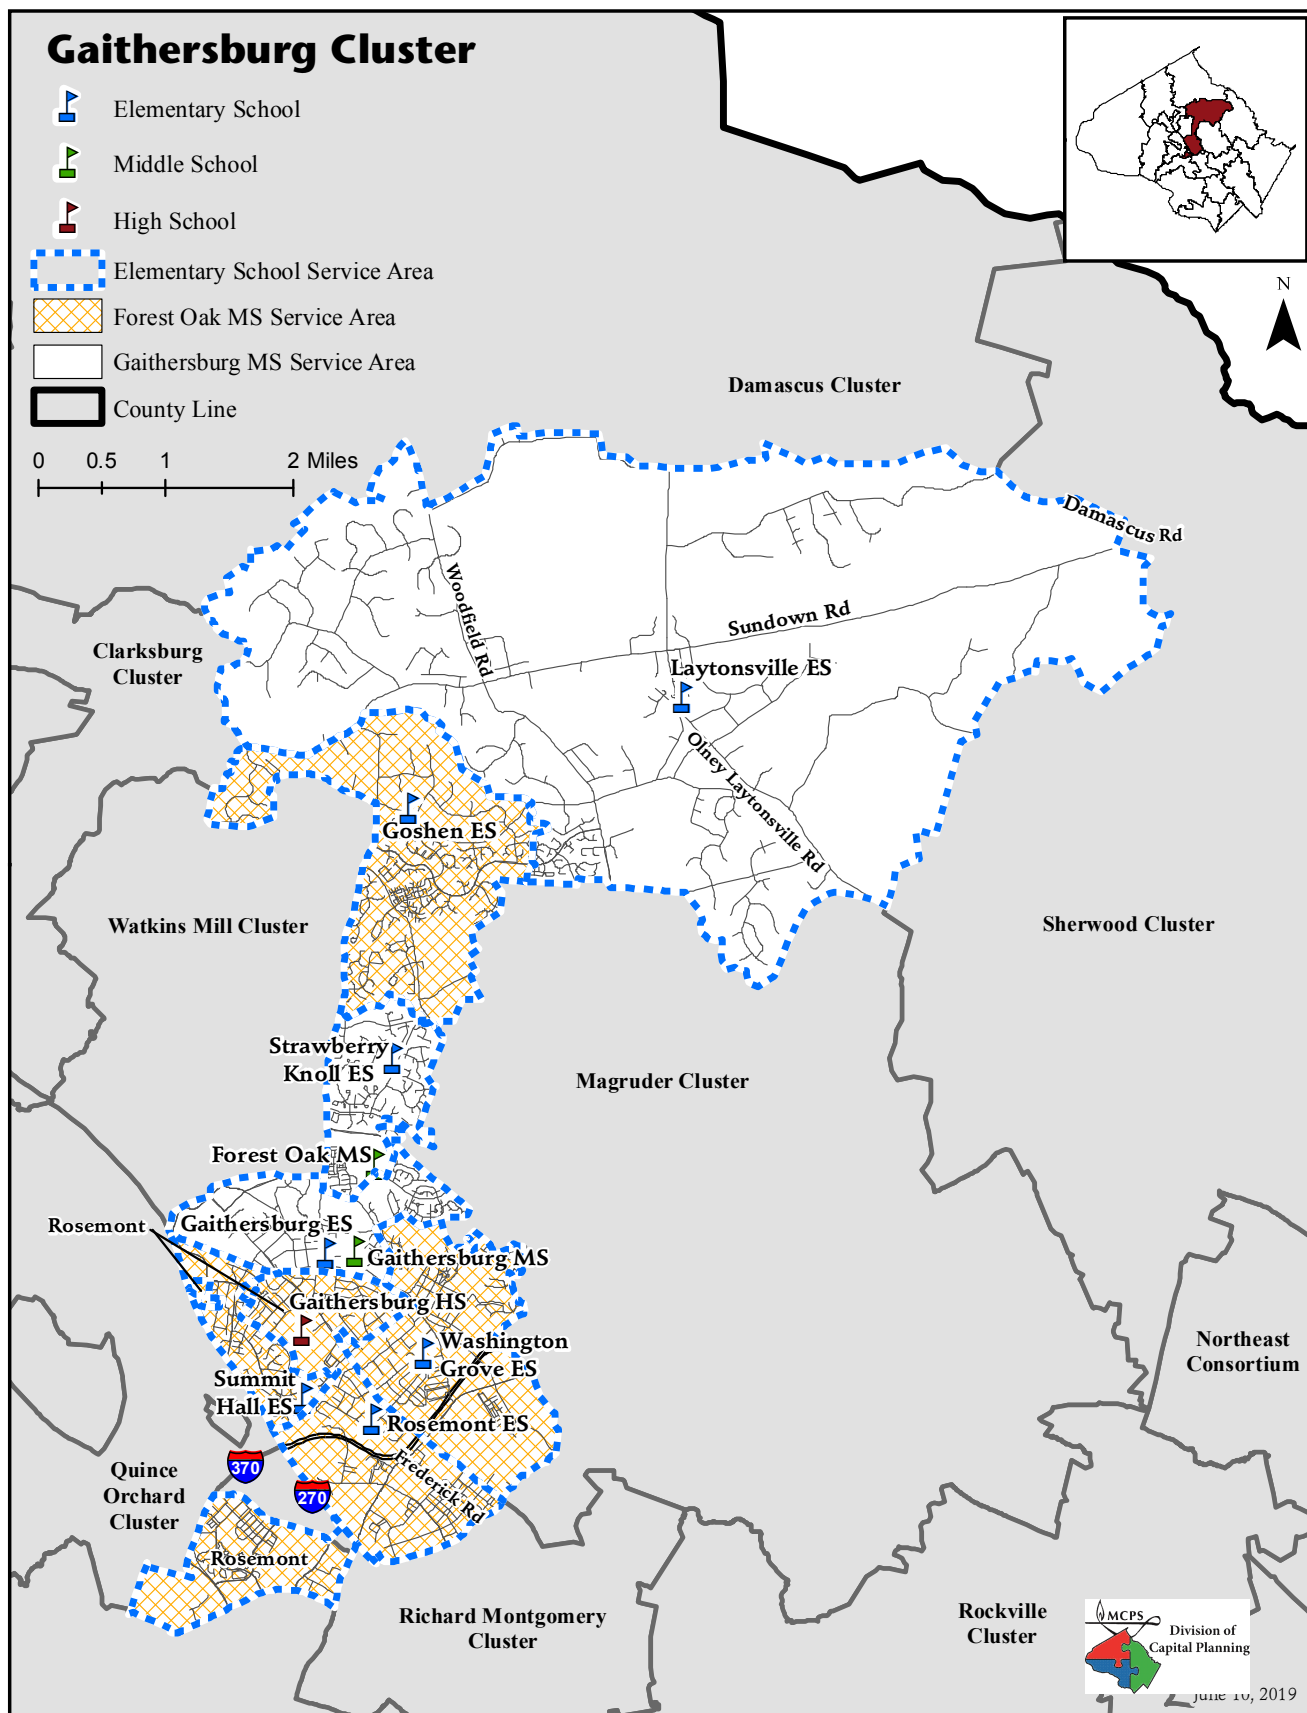 Gaithersburg Cluster
Elementary School
Middle School
High School
Elementary School Service Area
Forest Oak MS Service Area
Gaithersburg MS Service Area
County Line
0 0.5 1 2 Miles
N
Damascus Cluster
Damascus Rd
Woodfield Rd
Sundown Rd
Clarksburg
Cluster
Laytonsville ES
Olney Laytonsville Rd
Goshen ES
Watkins Mill Cluster
Sherwood Cluster
Strawberry
Knoll ES
Magruder Cluster
Forest Oak MS
Rosemont
Gaithersburg ES
Gaithersburg MS
Gaithersburg HS
Washington
Grove ES
Northeast
Consortium
Summit
Hall ES
Rosemont ES
Quince
Orchard
Cluster
370
270
Frederick Rd
Rosemont
Richard Montgomery
Cluster
Rockville
Cluster
MCPS
Division of
Capital Planning
June 10, 2019